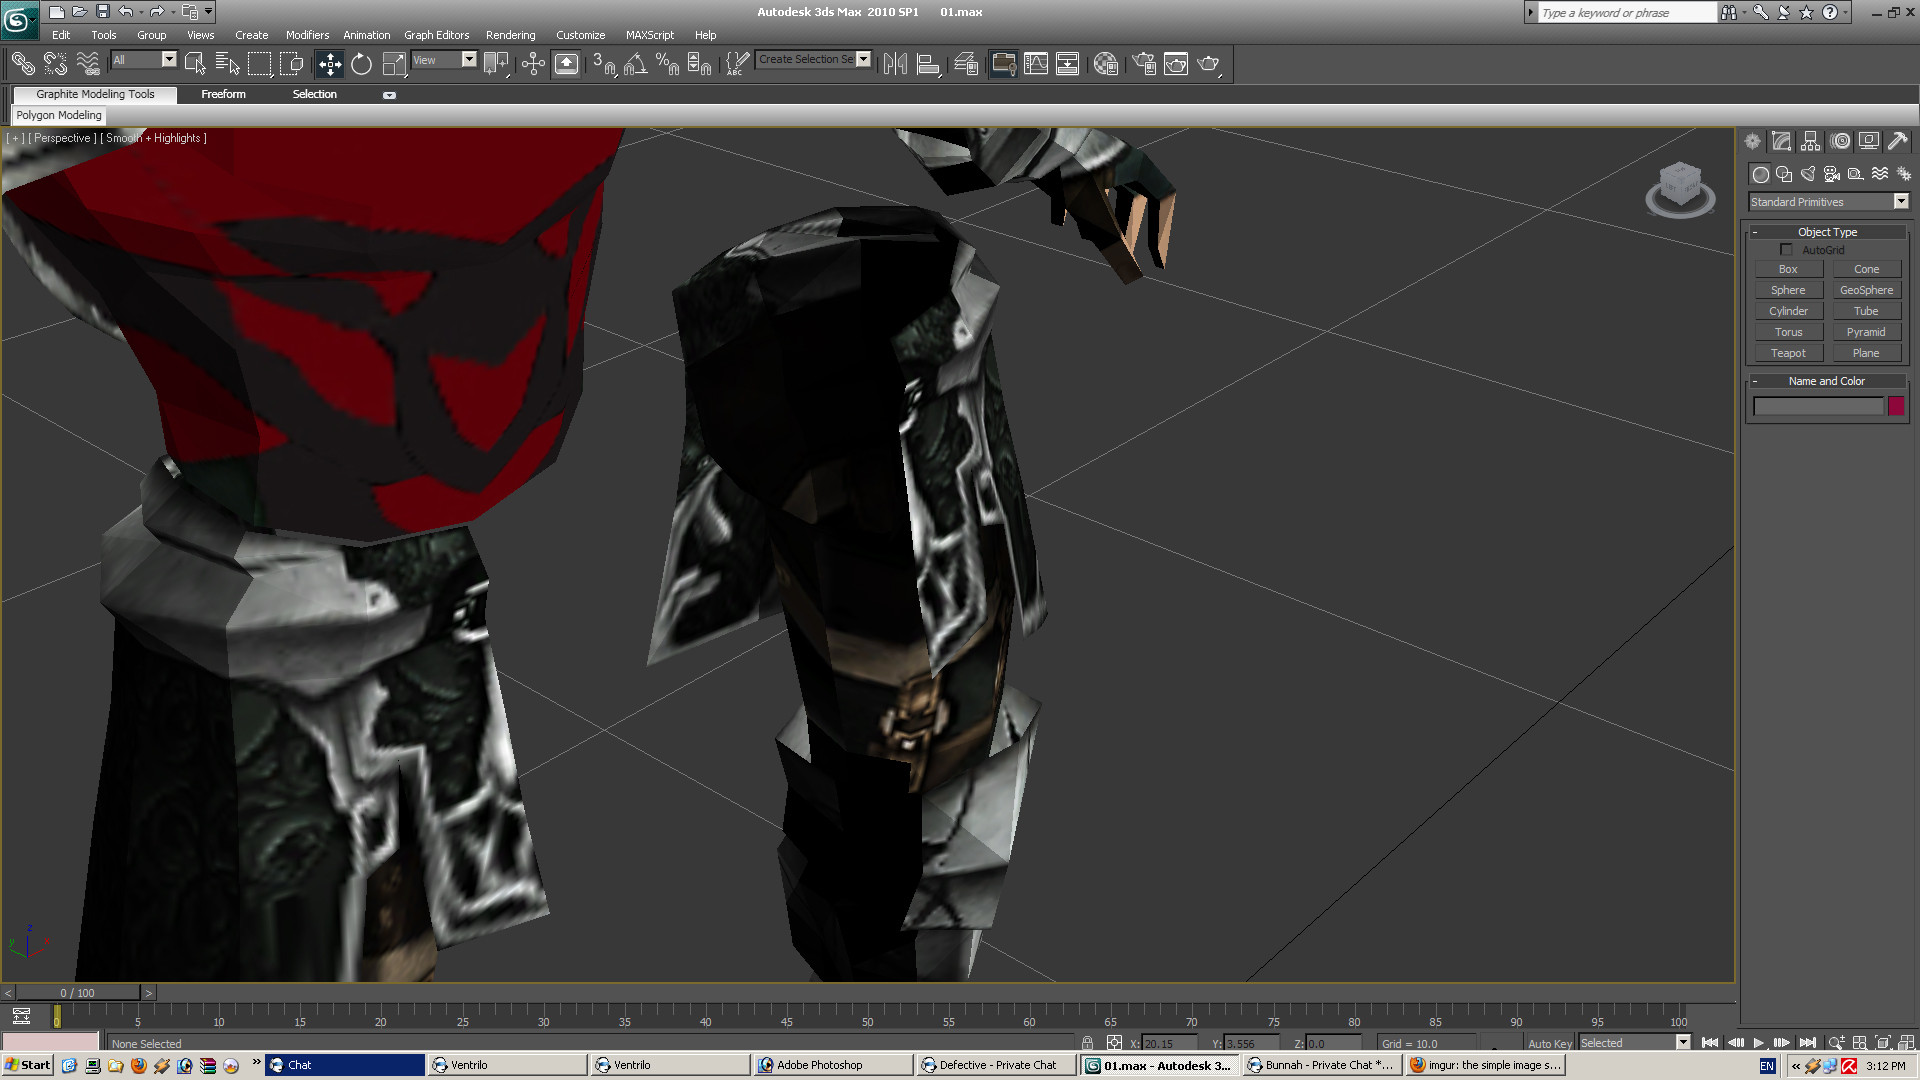 Autodesk 3ds Max 2010 SP1 01.max
Type a keyword or phrase
Edit Tools Group Views Create Modifiers Animation Graph Editors Rendering Customize MAXScript Help
All View Create Selection Se
Graphite Modeling Tools Freeform Selection
Polygon Modeling
[ + ] [ Perspective ] [ Smooth + Highlights ]
Standard Primitives
- Object Type
AutoGrid
Box Cone
Sphere GeoSphere
Cylinder Tube
Torus Pyramid
Teapot Plane
- Name and Color
z
y x
< 0 / 100 >
0 5 10 15 20 25 30 35 40 45 50 55 60 65 70 75 80 85 90 95 100
None Selected X: 20.15 Y: 3.556 Z: 0.0 Grid = 10.0 Auto Key Selected
Start » Chat Ventrilo Ventrilo Adobe Photoshop Defective - Private Chat 01.max - Autodesk 3... Bunnah - Private Chat *... imgur: the simple image s... EN « 3:12 PM